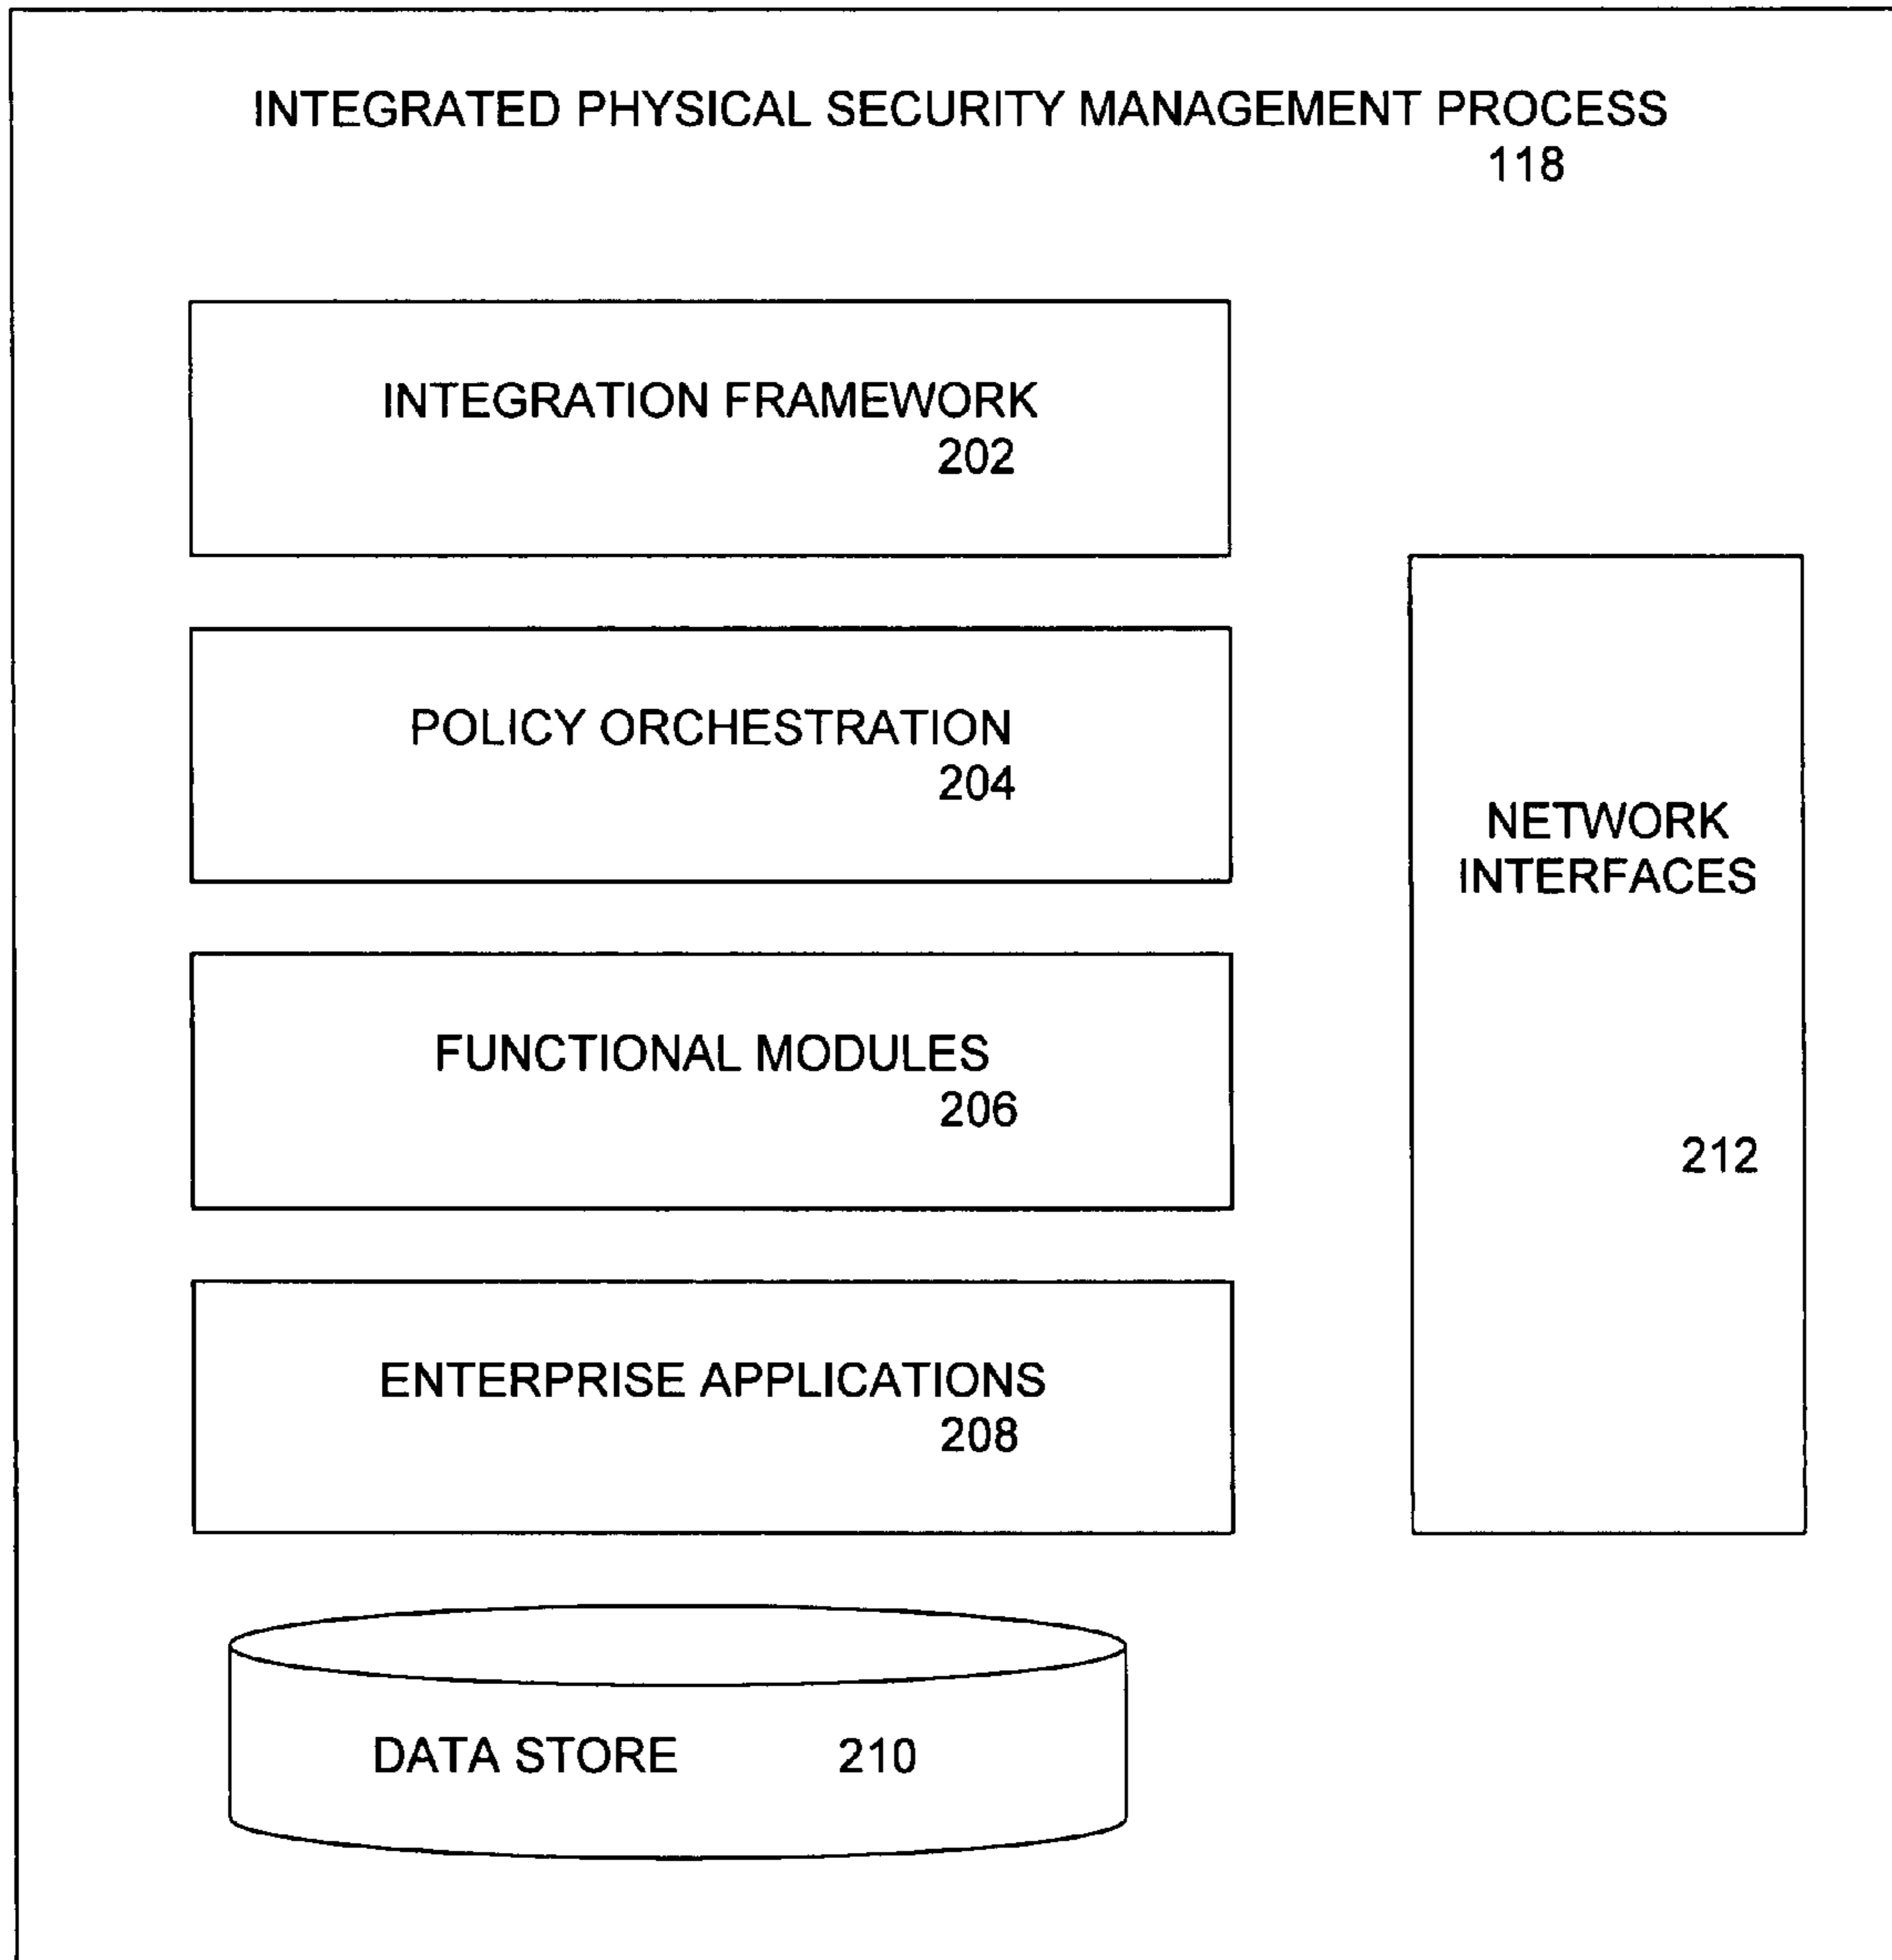 INTEGRATED PHYSICAL SECURITY MANAGEMENT PROCESS
118
INTEGRATION FRAMEWORK
202
POLICY ORCHESTRATION
204
FUNCTIONAL MODULES
206
ENTERPRISE APPLICATIONS
208
DATA STORE 210
NETWORK
INTERFACES
212